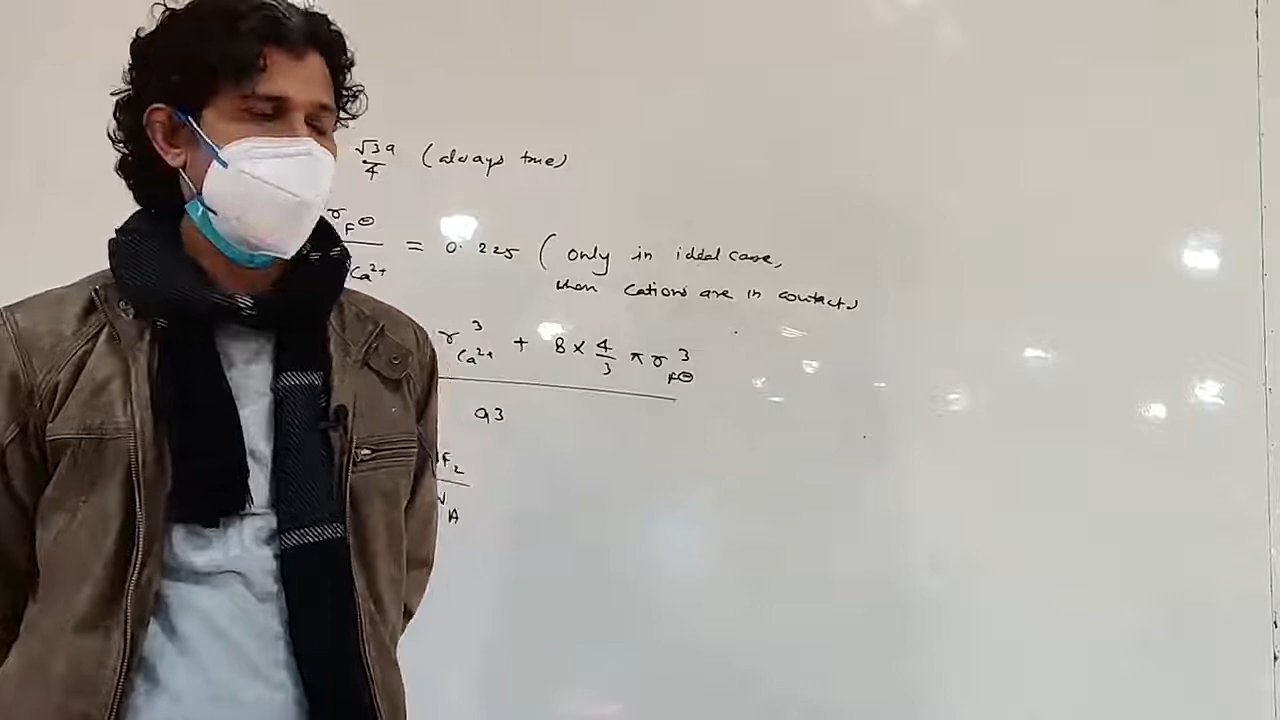 √3a/4 (always true)
r F⊖ / Ca²⁺ = 0.225 (only in ideal case,
when cations are in contact)
r³ Ca²⁺ + 8 × 4/3 π r³ F⊖
a3
F₂
A